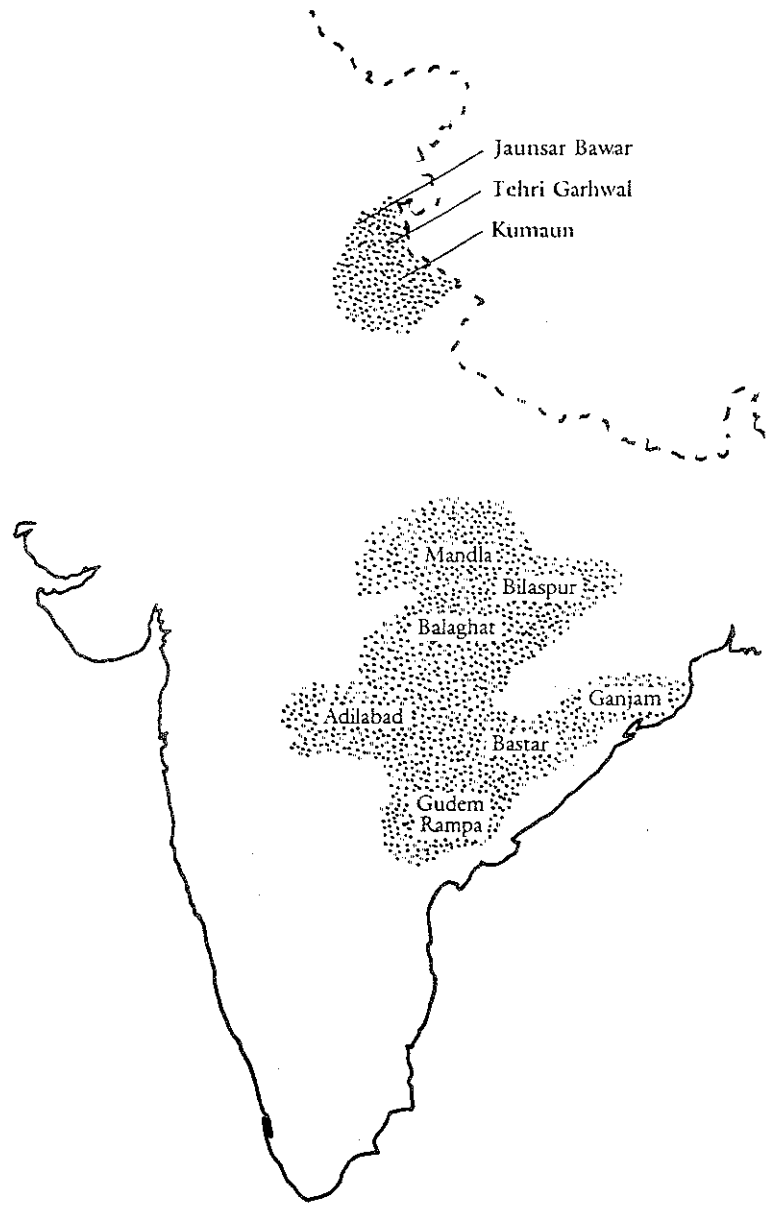 Jaunsar Bawar
Tehri Garhwal
Kumaun
Mandla
Bilaspur
Balaghat
Ganjam
Adilabad
Bastar
Gudem
Rampa